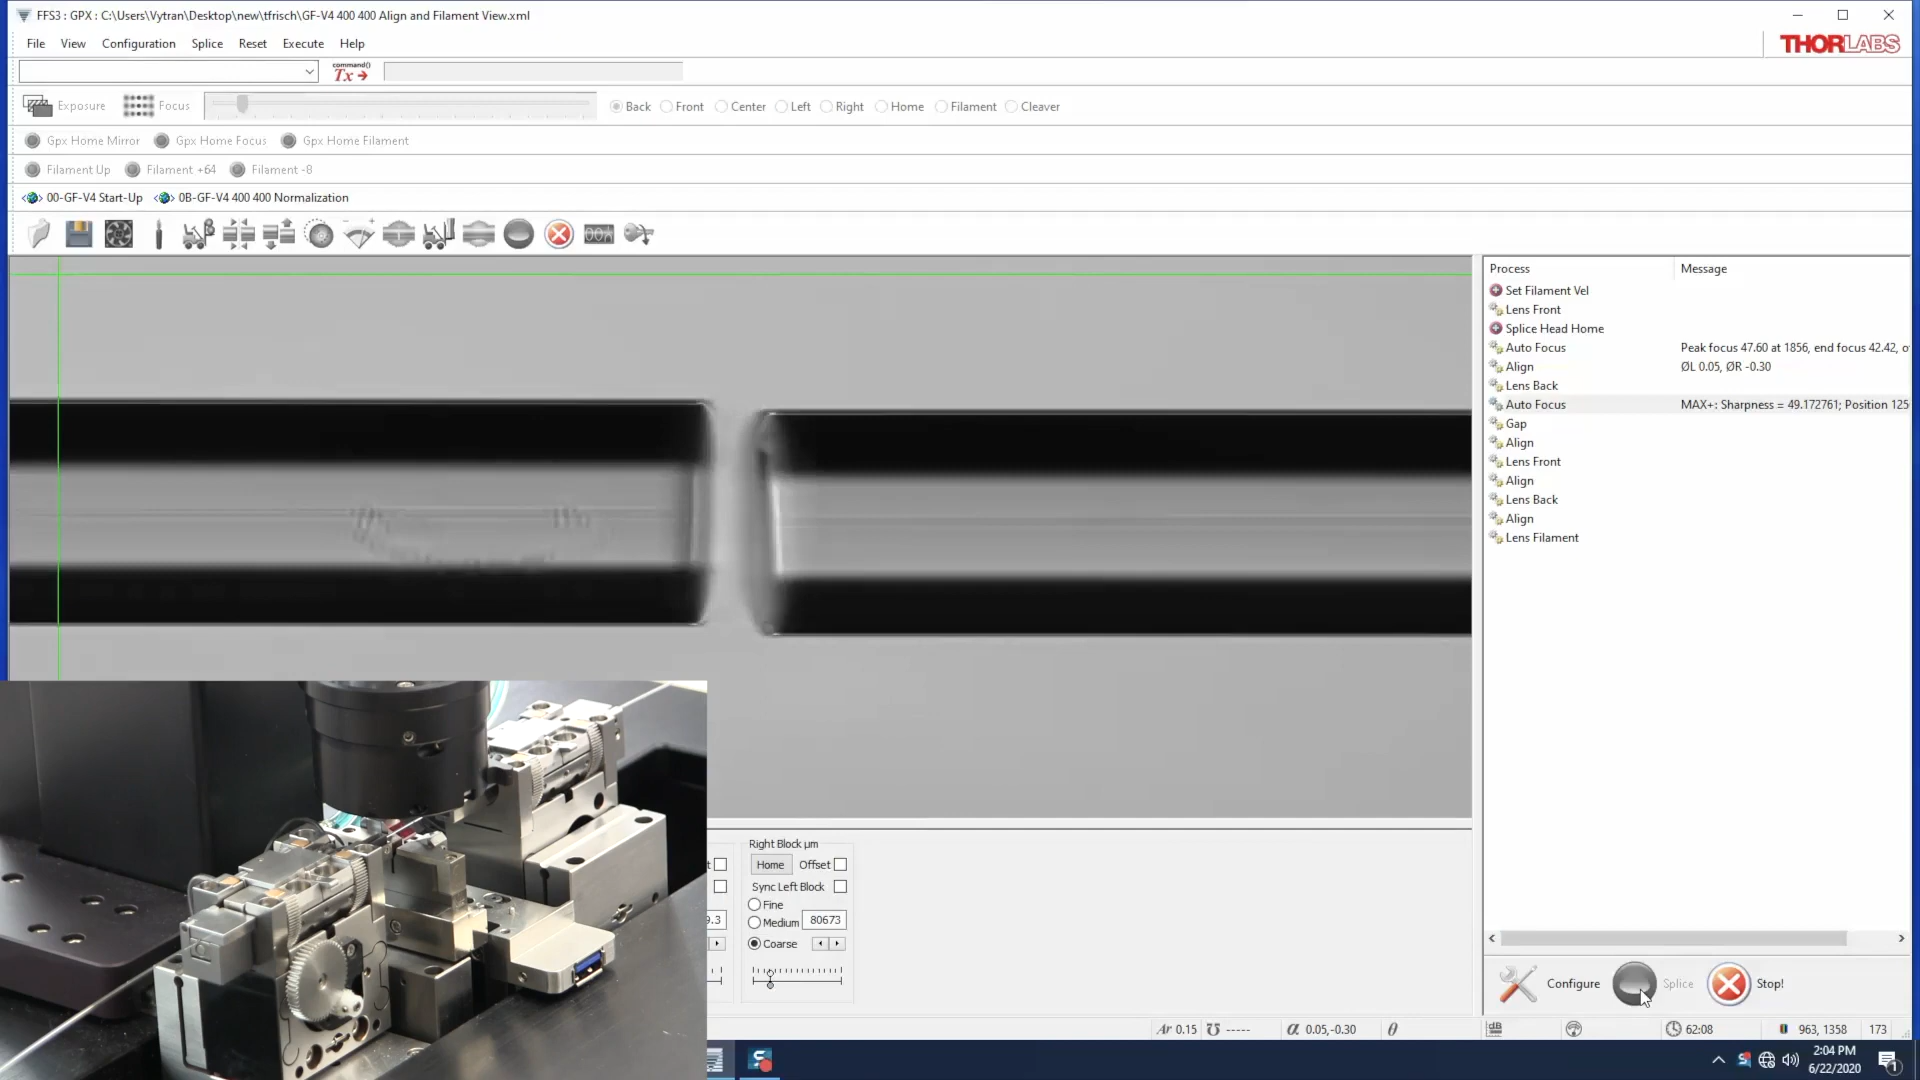 FFS3 : GPX : C:\Users\Vytran\Desktop\new\tfrisch\GF-V4 400 400 Align and Filament View.xml
File View Configuration Splice Reset Execute Help
THORLABS
command()
Tx
Exposure Focus Back Front Center Left Right Home Filament Cleaver
Gpx Home Mirror Gpx Home Focus Gpx Home Filament
Filament Up Filament +64 Filament -8
00-GF-V4 Start-Up 0B-GF-V4 400 400 Normalization
Process Message
Set Filament Vel
Lens Front
Splice Head Home
Auto Focus Peak focus 47.60 at 1856, end focus 42.42, o
Align ØL 0.05, ØR -0.30
Lens Back
Auto Focus MAX+: Sharpness = 49.172761; Position 125
Gap
Align
Lens Front
Align
Lens Back
Align
Lens Filament
Right Block µm
t Home Offset
Sync Left Block
Fine
9.3 Medium 80673
Coarse
Configure Splice Stop!
Ar 0.15 ----- α 0.05,-0.30 θ dB 62:08 963, 1358 173
2:04 PM
6/22/2020
1